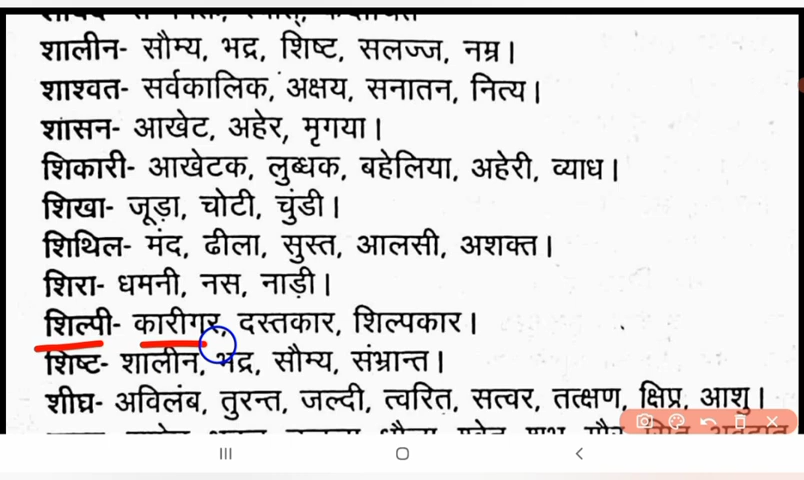 शालीन- सौम्य, भद्र, शिष्ट, सलज्ज, नम्र।
शाश्वत- सर्वकालिक, अक्षय, सनातन, नित्य।
शासन- आखेट, अहेर, मृगया।
शिकारी- आखेटक, लुब्धक, बहेलिया, अहेरी, व्याध।
शिखा- जूड़ा, चोटी, चुंडी।
शिथिल- मंद, ढीला, सुस्त, आलसी, अशक्त।
शिरा- धमनी, नस, नाड़ी।
शिल्पी- कारीगर, दस्तकार, शिल्पकार।
शिष्ट- शालीन, भद्र, सौम्य, संभ्रान्त।
शीघ्र- अविलंब, तुरन्त, जल्दी, त्वरित, सत्वर, तत्क्षण, क्षिप्र, आशु।